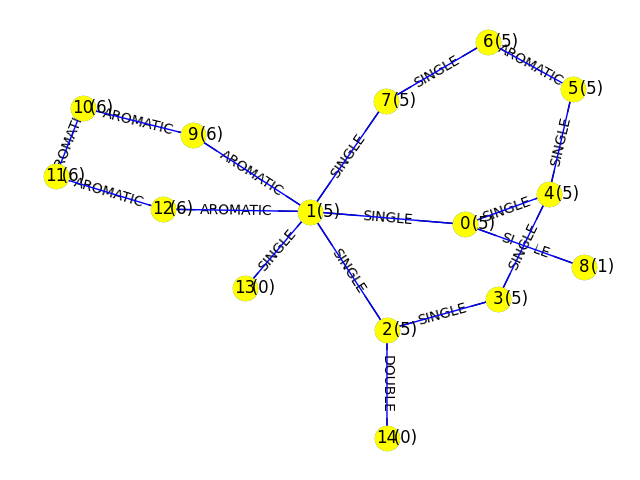 6(5)
AROMATIC
SINGLE
5(5)
7(5)
10(6)
AROMATIC
9(6)
SINGLE
SINGLE
AROMATIC
11(6)
AROMATIC
AROMATIC
12(6)
AROMATIC
1(5)
SINGLE
0(5)
SINGLE
4(5)
SINGLE
SINGLE
8(1)
SINGLE
13(0)
SINGLE
3(5)
SINGLE
2(5)
DOUBLE
14(0)